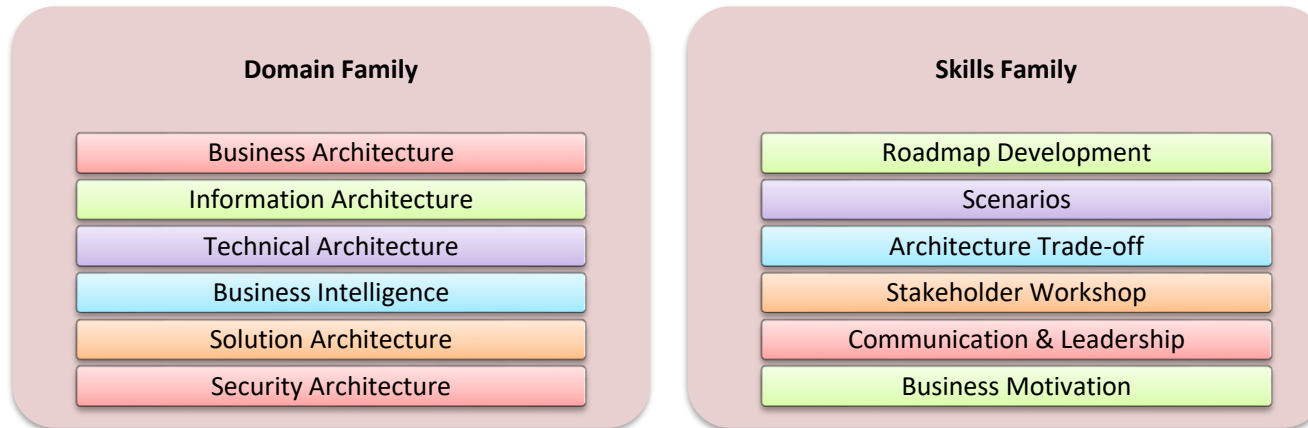 Domain Family
Business Architecture
Information Architecture
Technical Architecture
Business Intelligence
Solution Architecture
Security Architecture
Skills Family
Roadmap Development
Scenarios
Architecture Trade-off
Stakeholder Workshop
Communication & Leadership
Business Motivation